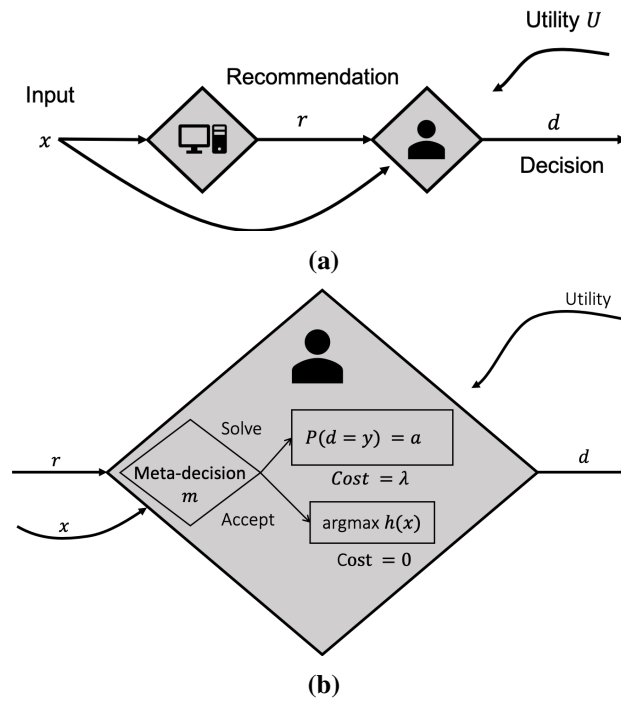 Utility U
Recommendation
Input
x
r
d
Decision
(a)
Utility
Solve
P(d = y) = a
r
Meta-decision
m
Cost = λ
d
x
Accept
argmax h(x)
Cost = 0
(b)